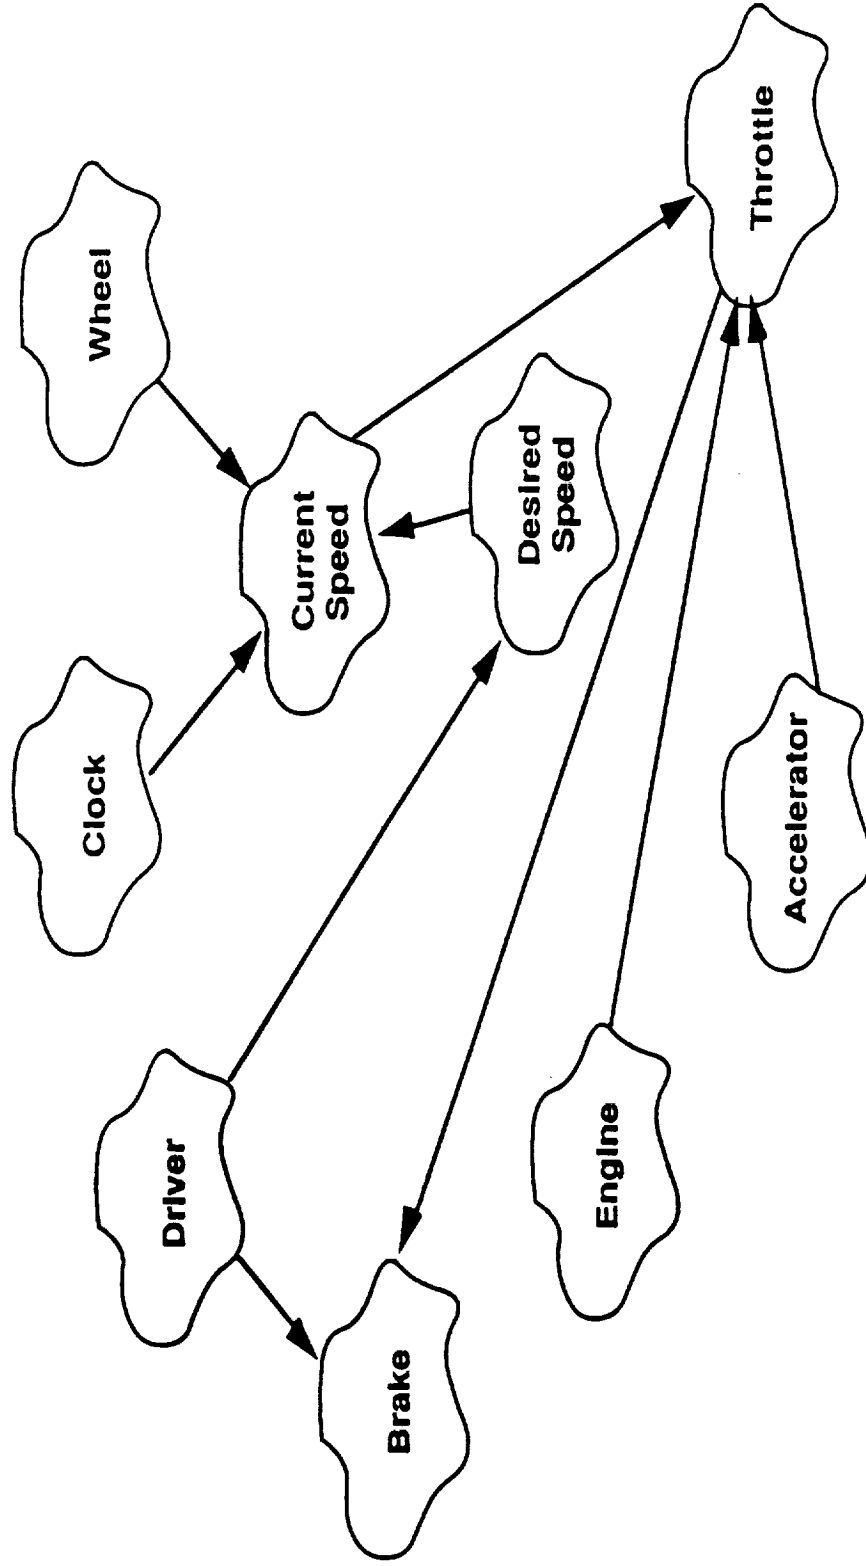 Driver
Clock
Wheel
Brake
Current
Speed
Desired
Speed
Engine
Accelerator
Throttle